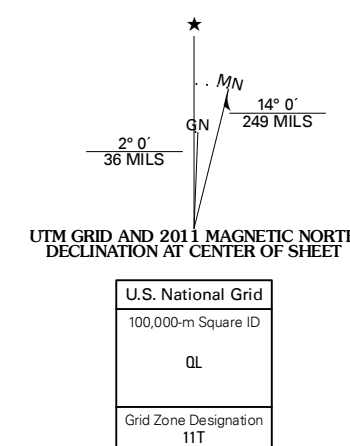 ★
MN
GN
14° 0´
249 MILS
2° 0´
36 MILS
UTM GRID AND 2011 MAGNETIC NORTH
DECLINATION AT CENTER OF SHEET
U.S. National Grid
100,000-m Square ID
QL
Grid Zone Designation
11T